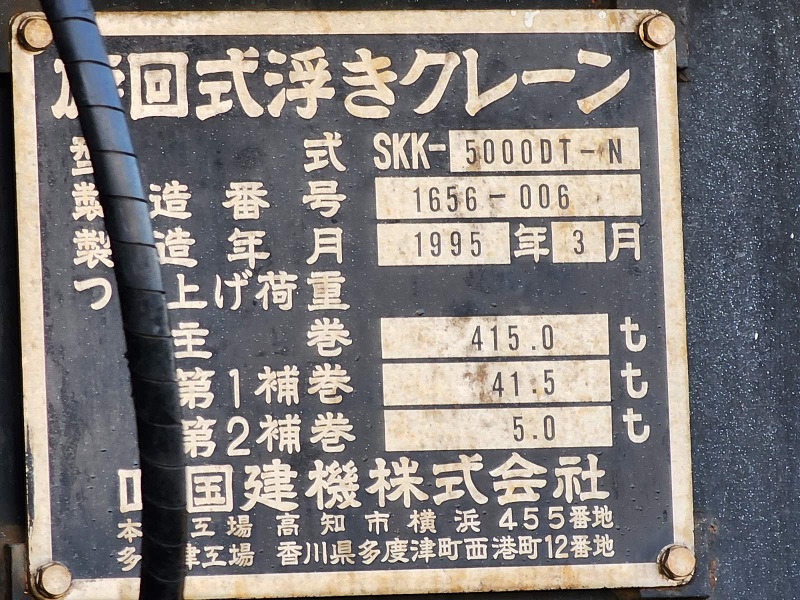 旋回式浮きクレーン
型 式 SKK-5000DT-N
製造番号 1656-006
製造年月 1995年3月
つ上げ荷重
主巻 415.0 t
第1補巻 41.5 t
第2補巻 5.0 t
四国建機株式会社
本 工場 高知市横浜455番地
多 津工場 香川県多度津町西港町12番地